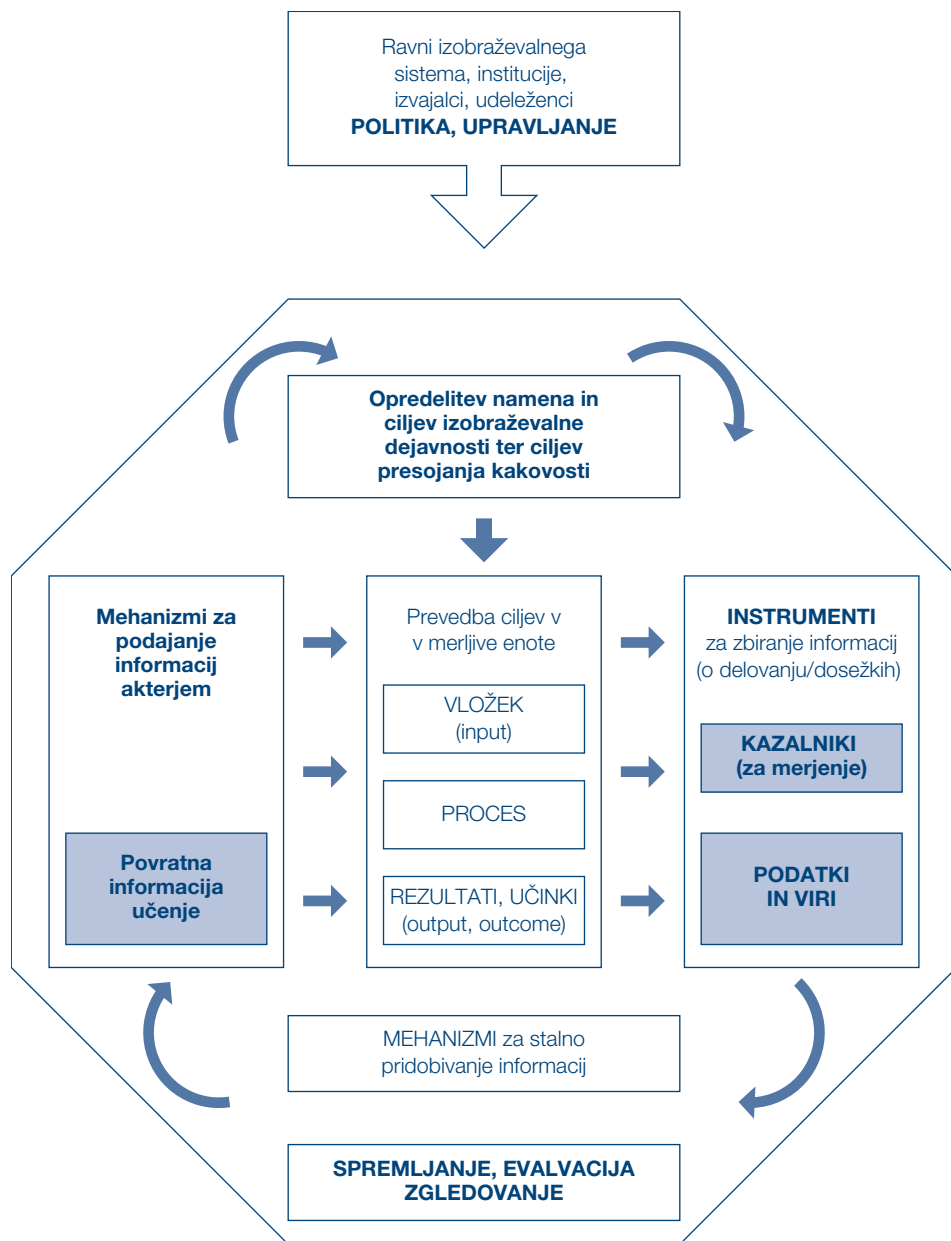 Ravni izobraževalnega
sistema, institucije,
izvajalci, udeleženci
POLITIKA, UPRAVLJANJE
Opredelitev namena in
ciljev izobraževalne
dejavnosti ter ciljev
presojanja kakovosti
Mehanizmi za
podajanje
informacij
akterjem
Povratna
informacija
učenje
Prevedba ciljev v
v merljive enote
VLOŽEK
(input)
PROCES
REZULTATI, UČINKI
(output, outcome)
INSTRUMENTI
za zbiranje informacij
(o delovanju/dosežkih)
KAZALNIKI
(za merjenje)
PODATKI
IN VIRI
MEHANIZMI za stalno
pridobivanje informacij
SPREMLJANJE, EVALVACIJA
ZGLEDOVANJE